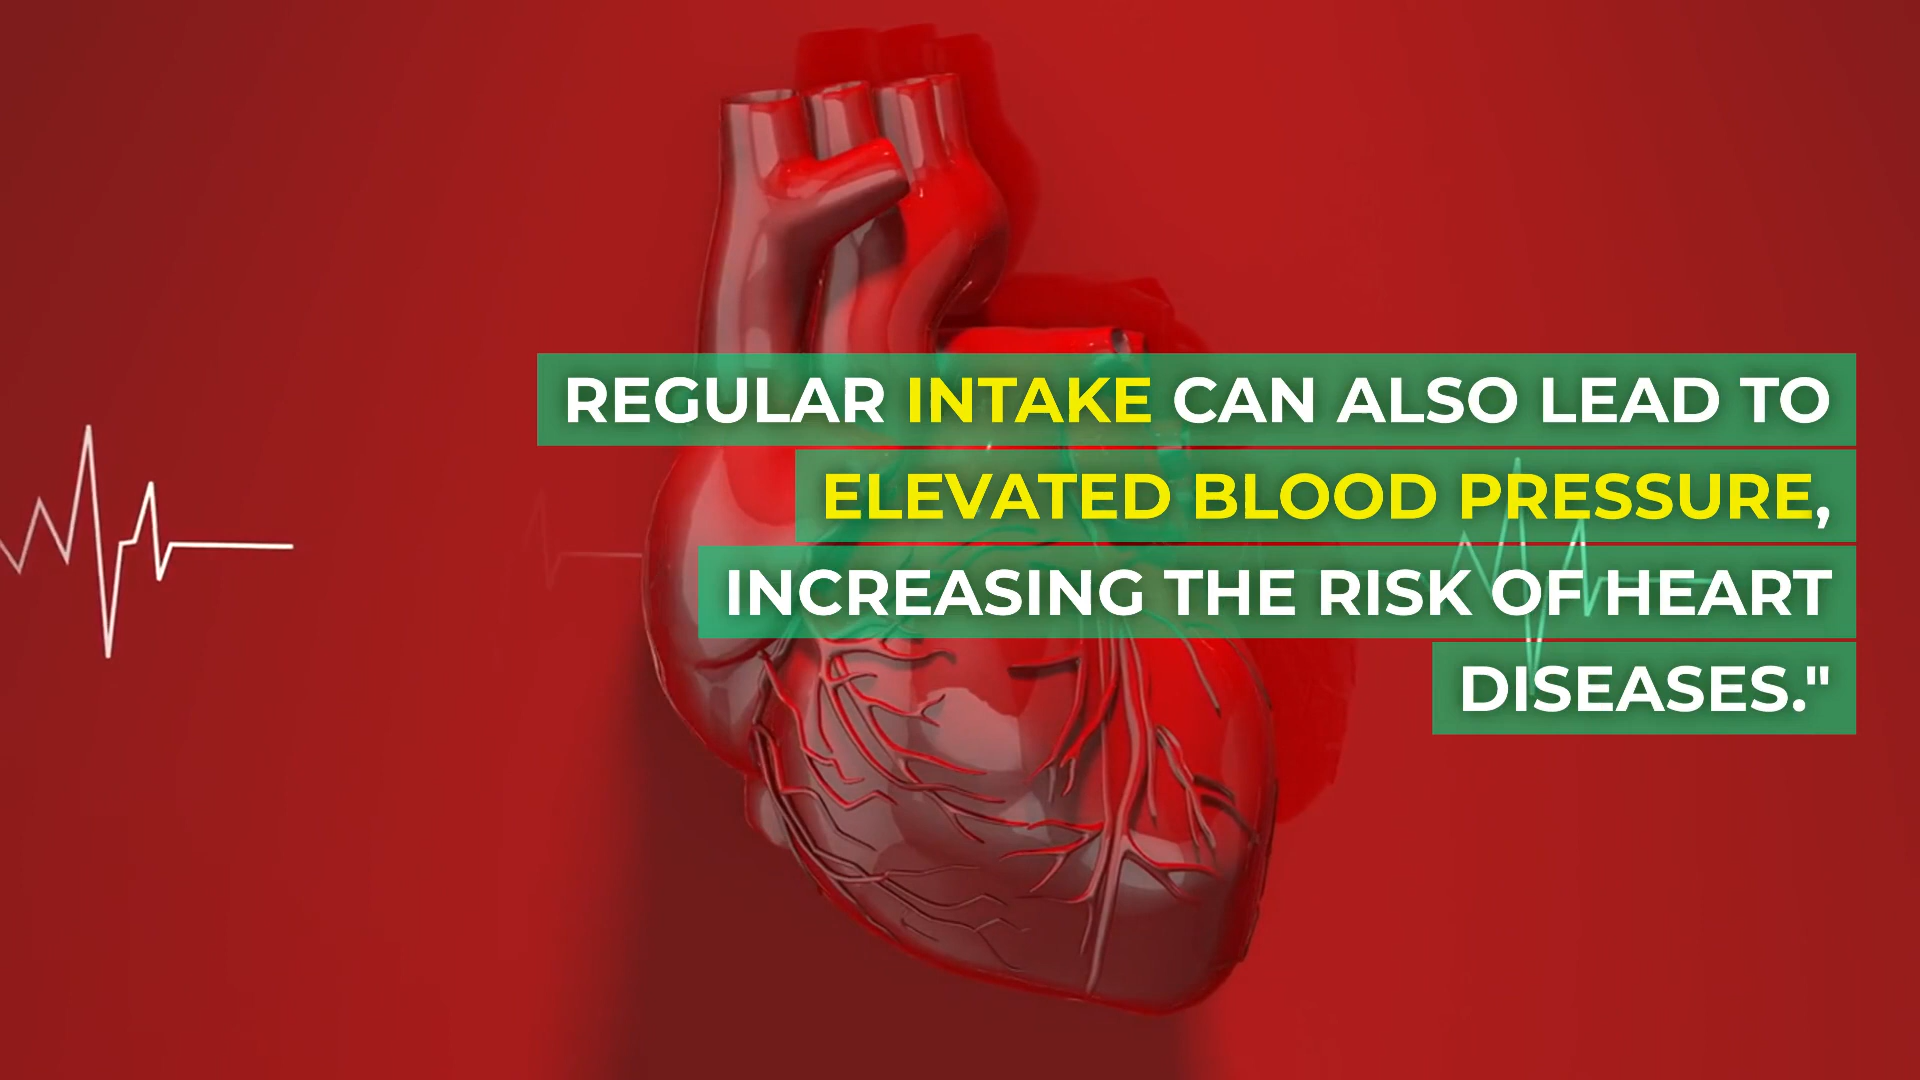 REGULAR INTAKE CAN ALSO LEAD TO
ELEVATED BLOOD PRESSURE,
INCREASING THE RISK OF HEART
DISEASES."